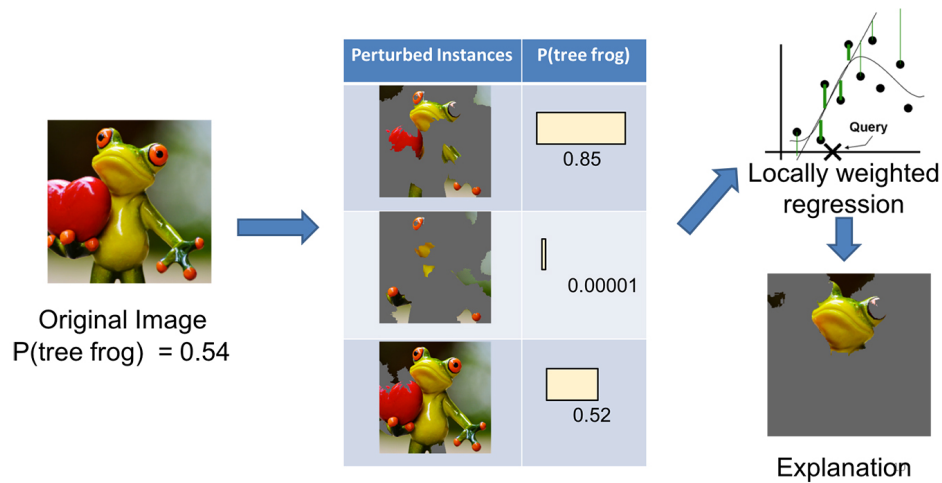 Original Image
P(tree frog) = 0.54
Perturbed Instances
P(tree frog)
0.85
0.00001
0.52
Query
Locally weighted
regression
Explanation